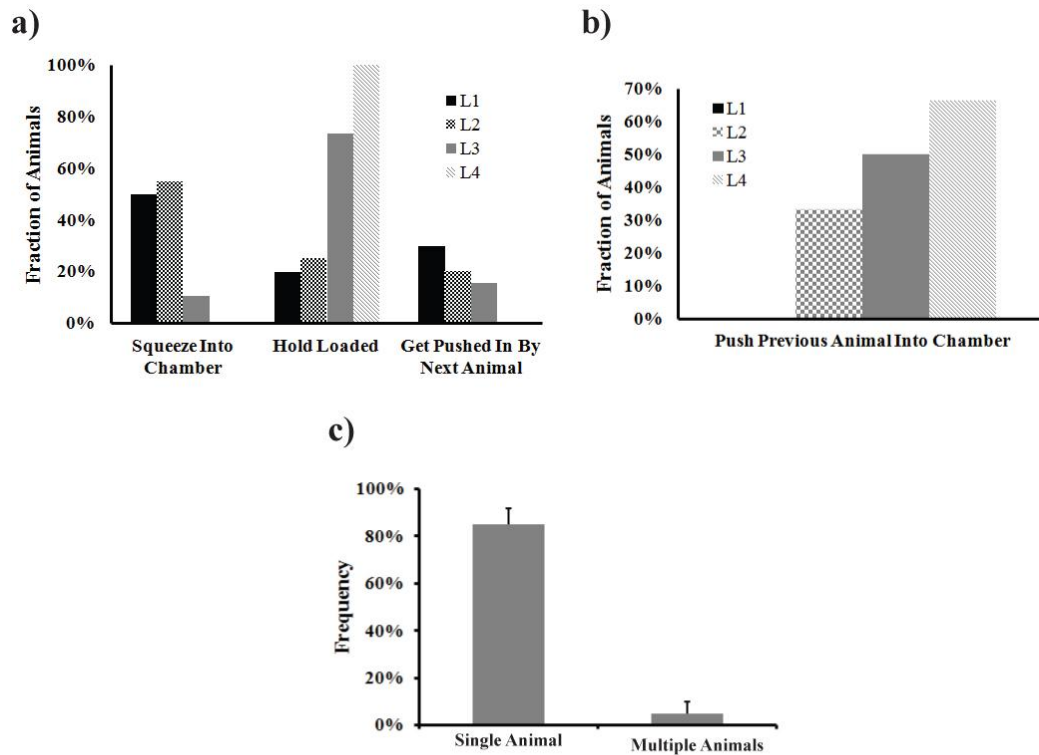 a)
Fraction of Animals
100%
80%
60%
40%
20%
0%
L1
L2
L3
L4
Squeeze Into
Chamber
Hold Loaded
Get Pushed In By
Next Animal
b)
Fraction of Animals
70%
60%
50%
40%
30%
20%
10%
0%
L1
L2
L3
L4
Push Previous Animal Into Chamber
c)
Frequency
100%
80%
60%
40%
20%
0%
Single Animal
Multiple Animals